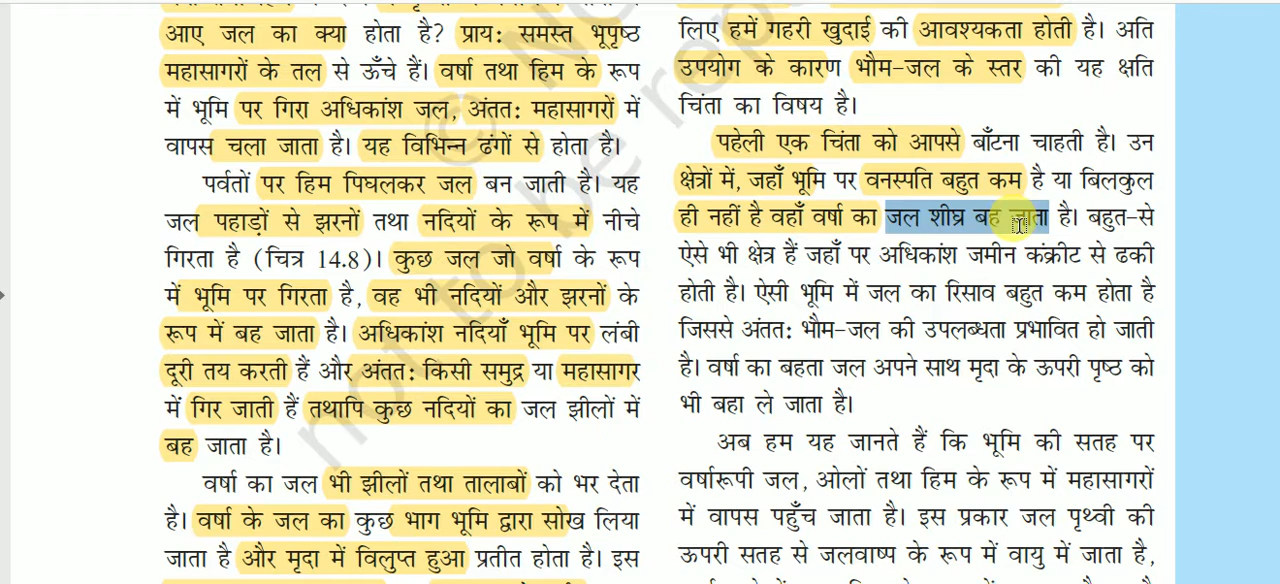 आए जल का क्या होता है? प्राय: समस्त भूपृष्ठ
महासागरों के तल से ऊँचे हैं। वर्षा तथा हिम के रूप
में भूमि पर गिरा अधिकांश जल, अंतत: महासागरों में
वापस चला जाता है। यह विभिन्न ढंगों से होता है।
पर्वतों पर हिम पिघलकर जल बन जाती है। यह
जल पहाड़ों से झरनों तथा नदियों के रूप में नीचे
गिरता है (चित्र 14.8)। कुछ जल जो वर्षा के रूप
में भूमि पर गिरता है, वह भी नदियों और झरनों के
रूप में बह जाता है। अधिकांश नदियाँ भूमि पर लंबी
दूरी तय करती हैं और अंतत: किसी समुद्र या महासागर
में गिर जाती हैं तथापि कुछ नदियों का जल झीलों में
बह जाता है।
वर्षा का जल भी झीलों तथा तालाबों को भर देता
है। वर्षा के जल का कुछ भाग भूमि द्वारा सोख लिया
जाता है और मृदा में विलुप्त हुआ प्रतीत होता है। इस
लिए हमें गहरी खुदाई की आवश्यकता होती है। अति
उपयोग के कारण भौम-जल के स्तर की यह क्षति
चिंता का विषय है।
पहेली एक चिंता को आपसे बाँटना चाहती है। उन
क्षेत्रों में, जहाँ भूमि पर वनस्पति बहुत कम है या बिलकुल
ही नहीं है वहाँ वर्षा का जल शीघ्र बह जाता है। बहुत-से
ऐसे भी क्षेत्र हैं जहाँ पर अधिकांश जमीन कंक्रीट से ढकी
होती है। ऐसी भूमि में जल का रिसाव बहुत कम होता है
जिससे अंतत: भौम-जल की उपलब्धता प्रभावित हो जाती
है। वर्षा का बहता जल अपने साथ मृदा के ऊपरी पृष्ठ को
भी बहा ले जाता है।
अब हम यह जानते हैं कि भूमि की सतह पर
वर्षारूपी जल, ओलों तथा हिम के रूप में महासागरों
में वापस पहुँच जाता है। इस प्रकार जल पृथ्वी की
ऊपरी सतह से जलवाष्प के रूप में वायु में जाता है,
not to be rep